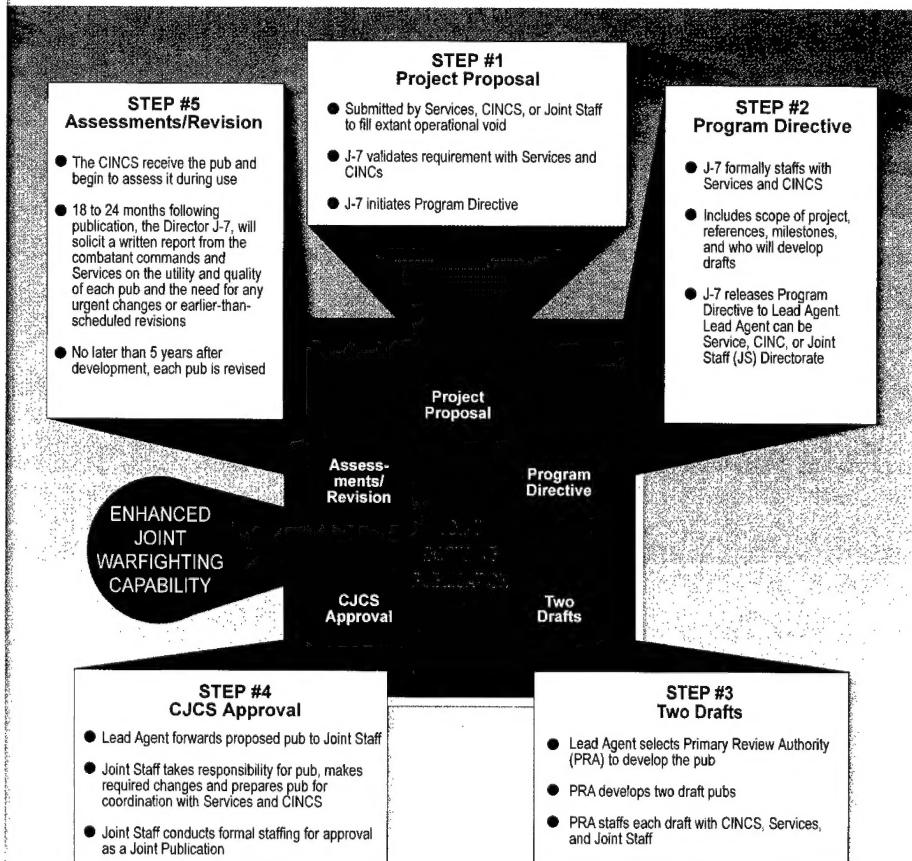 STEP #1
Project Proposal
● Submitted by Services, CINCS, or Joint Staff
to fill extant operational void
● J-7 validates requirement with Services and
CINCs
● J-7 initiates Program Directive
STEP #5
Assessments/Revision
● The CINCS receive the pub and
begin to assess it during use
● 18 to 24 months following
publication, the Director J-7, will
solicit a written report from the
combatant commands and
Services on the utility and quality
of each pub and the need for any
urgent changes or earlier-than-
scheduled revisions
● No later than 5 years after
development, each pub is revised
STEP #2
Program Directive
● J-7 formally staffs with
Services and CINCS
● Includes scope of project,
references, milestones,
and who will develop
drafts
● J-7 releases Program
Directive to Lead Agent.
Lead Agent can be
Service, CINC, or Joint
Staff (JS) Directorate
Project
Proposal
Assess-
ments/
Revision
Program
Directive
ENHANCED
JOINT
WARFIGHTING
CAPABILITY
JOINT
DOCTRINE
PUBLICATION
CJCS
Approval
Two
Drafts
STEP #4
CJCS Approval
● Lead Agent forwards proposed pub to Joint Staff
● Joint Staff takes responsibility for pub, makes
required changes and prepares pub for
coordination with Services and CINCS
● Joint Staff conducts formal staffing for approval
as a Joint Publication
STEP #3
Two Drafts
● Lead Agent selects Primary Review Authority
(PRA) to develop the pub
● PRA develops two draft pubs
● PRA staffs each draft with CINCS, Services,
and Joint Staff